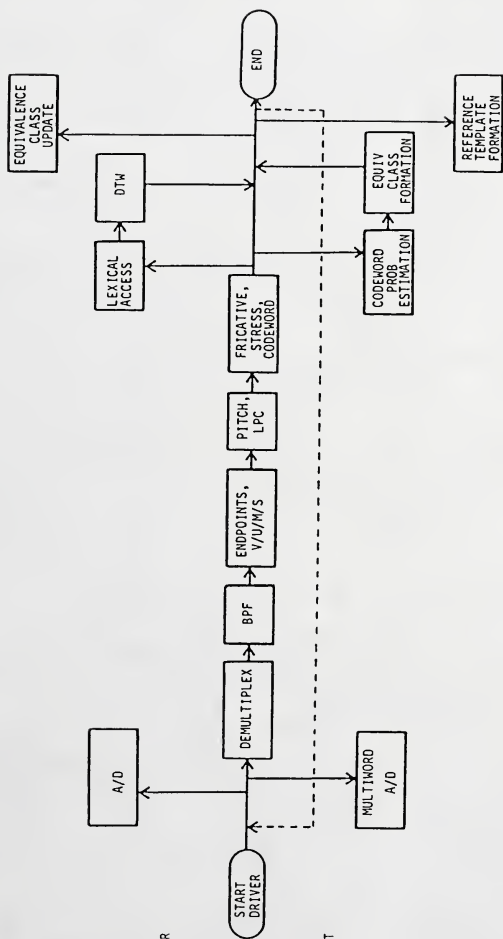 START
DRIVER
A/D
MULTIWORD
A/D
DEMULTIPLEX
BPF
ENDPOINTS,
V/U/M/S
PITCH,
LPC
FRICATIVE,
STRESS,
CODEWORD
LEXICAL
ACCESS
DTW
CODEWORD
PROB
ESTIMATION
EQUIV
CLASS
FORMATION
EQUIVALENCE
CLASS
UPDATE
END
REFERENCE
TEMPLATE
FORMATION
R
T